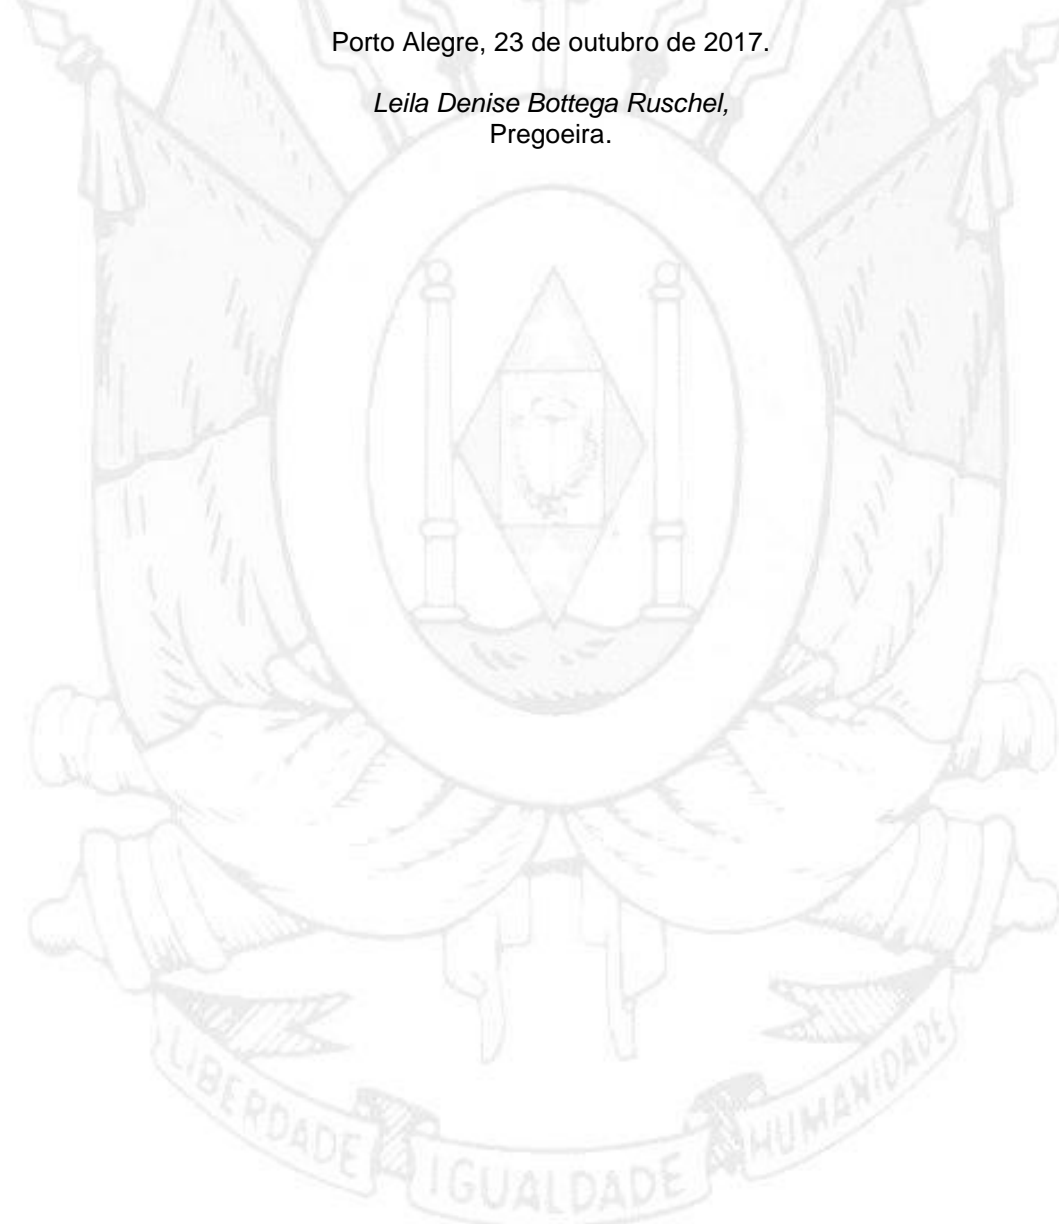 Porto Alegre, 23 de outubro de 2017.
Leila Denise Bottega Ruschel,
Pregoeira.
LIBERDADE
IGUALDADE
HUMANIDADE